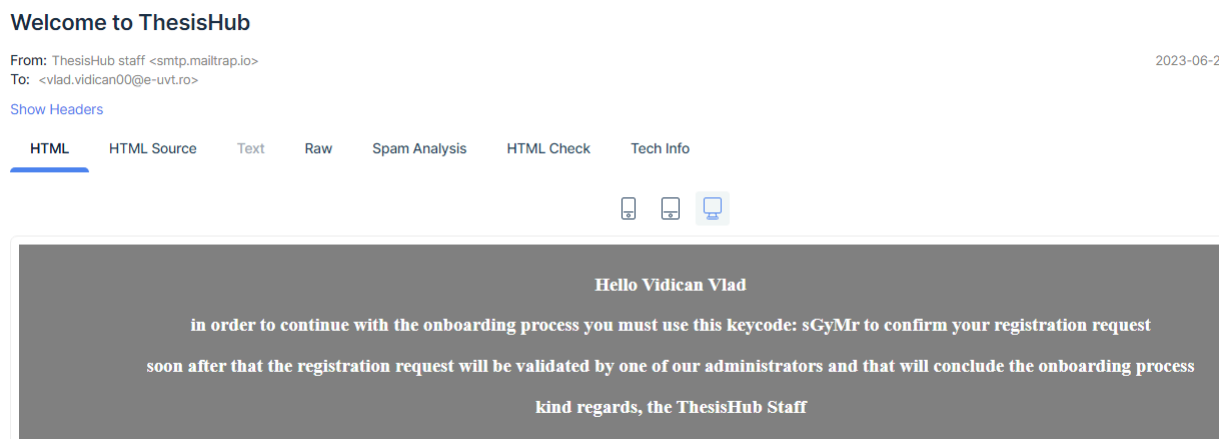 Welcome to ThesisHub
From: ThesisHub staff <smtp.mailtrap.io>
2023-06-2
To: <vlad.vidican00@e-uvt.ro>
Show Headers
HTML HTML Source Text Raw Spam Analysis HTML Check Tech Info
Hello Vidican Vlad
in order to continue with the onboarding process you must use this keycode: sGyMr to confirm your registration request
soon after that the registration request will be validated by one of our administrators and that will conclude the onboarding process
kind regards, the ThesisHub Staff